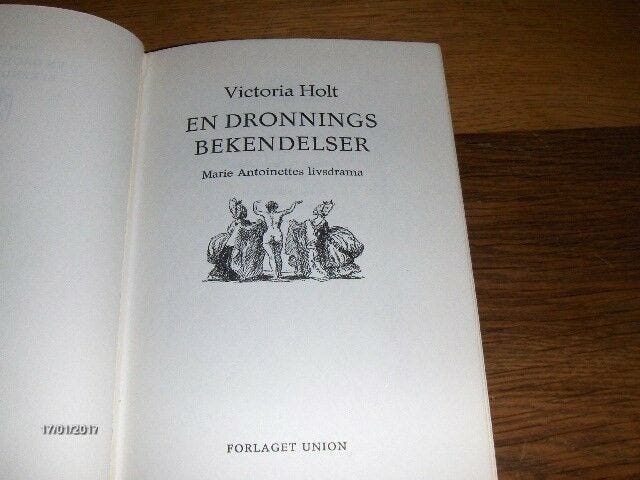 Victoria Holt
EN DRONNINGS
BEKENDELSER
Marie Antoinettes livsdrama
FORLAGET UNION
17/01/2017